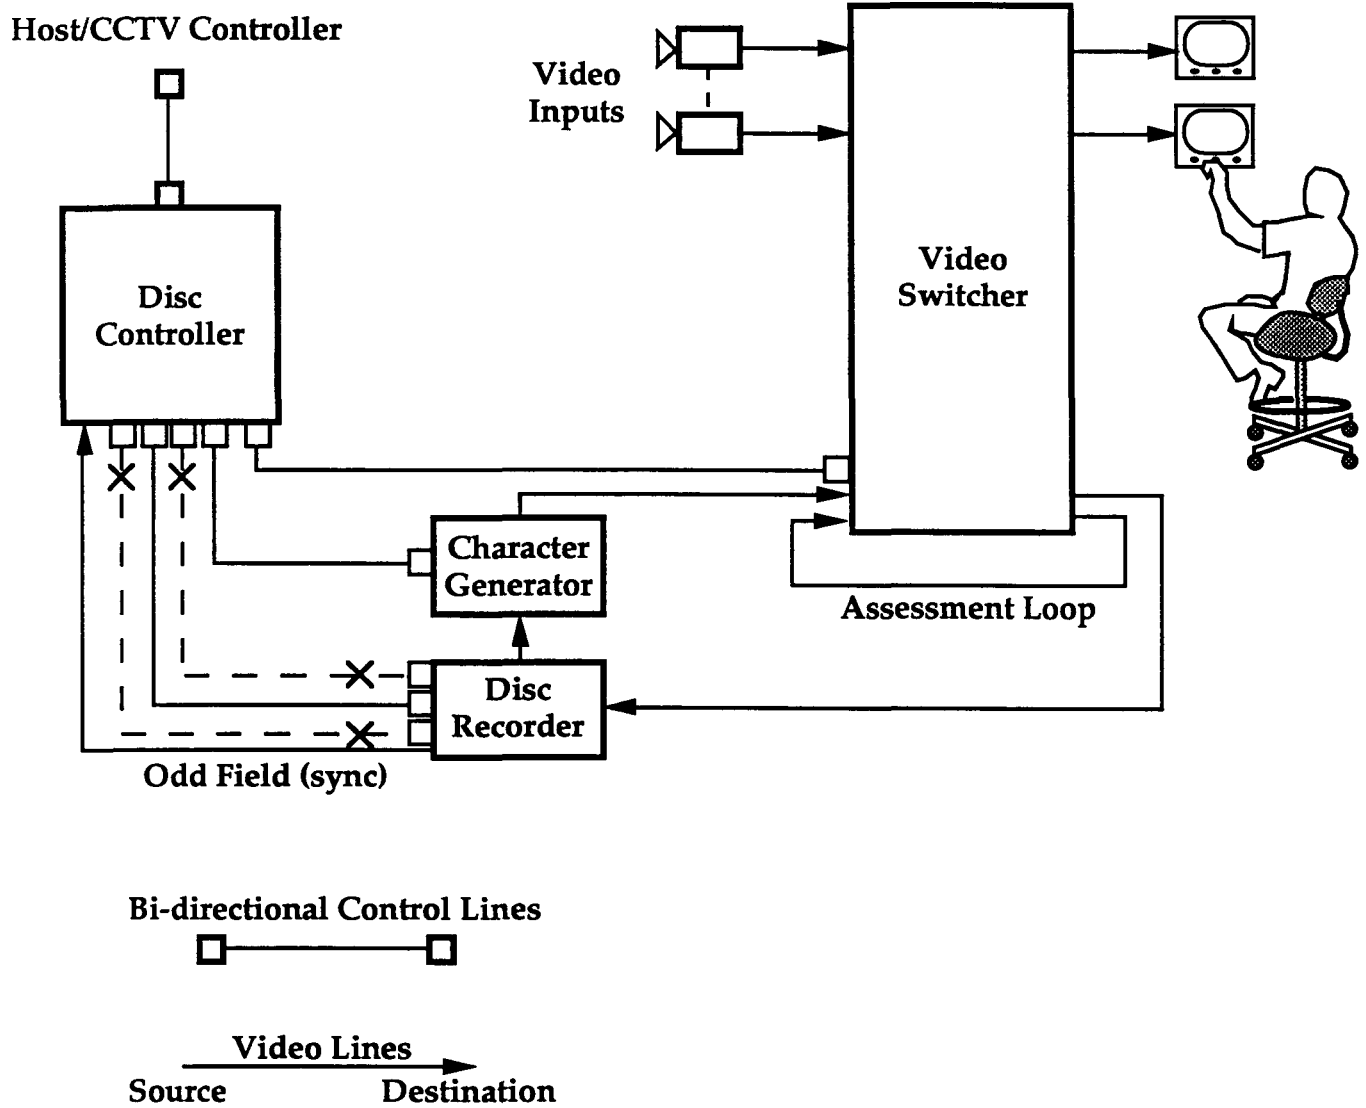 Host/CCTV Controller
Video
Inputs
Video
Switcher
Disc
Controller
Character
Generator
Assessment Loop
Disc
Recorder
Odd Field (sync)
Bi-directional Control Lines
Video Lines
Source
Destination